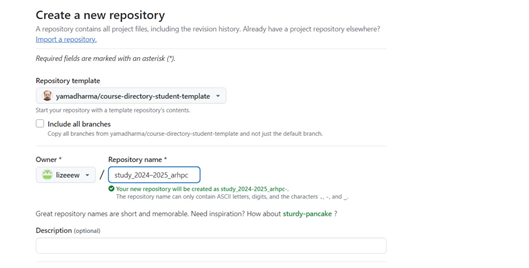 Create a new repository
A repository contains all project files, including the revision history. Already have a project repository elsewhere?
Import a repository.
Required fields are marked with an asterisk (*).
Repository template
yamadharma/course-directory-student-template
Start your repository with a template repository's contents.
Include all branches
Copy all branches from yamadharma/course-directory-student-template and not just the default branch.
Owner * Repository name *
lizeeew / study_2024–2025_arhpc
Your new repository will be created as study_2024-2025_arhpc-.
The repository name can only contain ASCII letters, digits, and the characters ., -, and _.
Great repository names are short and memorable. Need inspiration? How about sturdy-pancake ?
Description (optional)